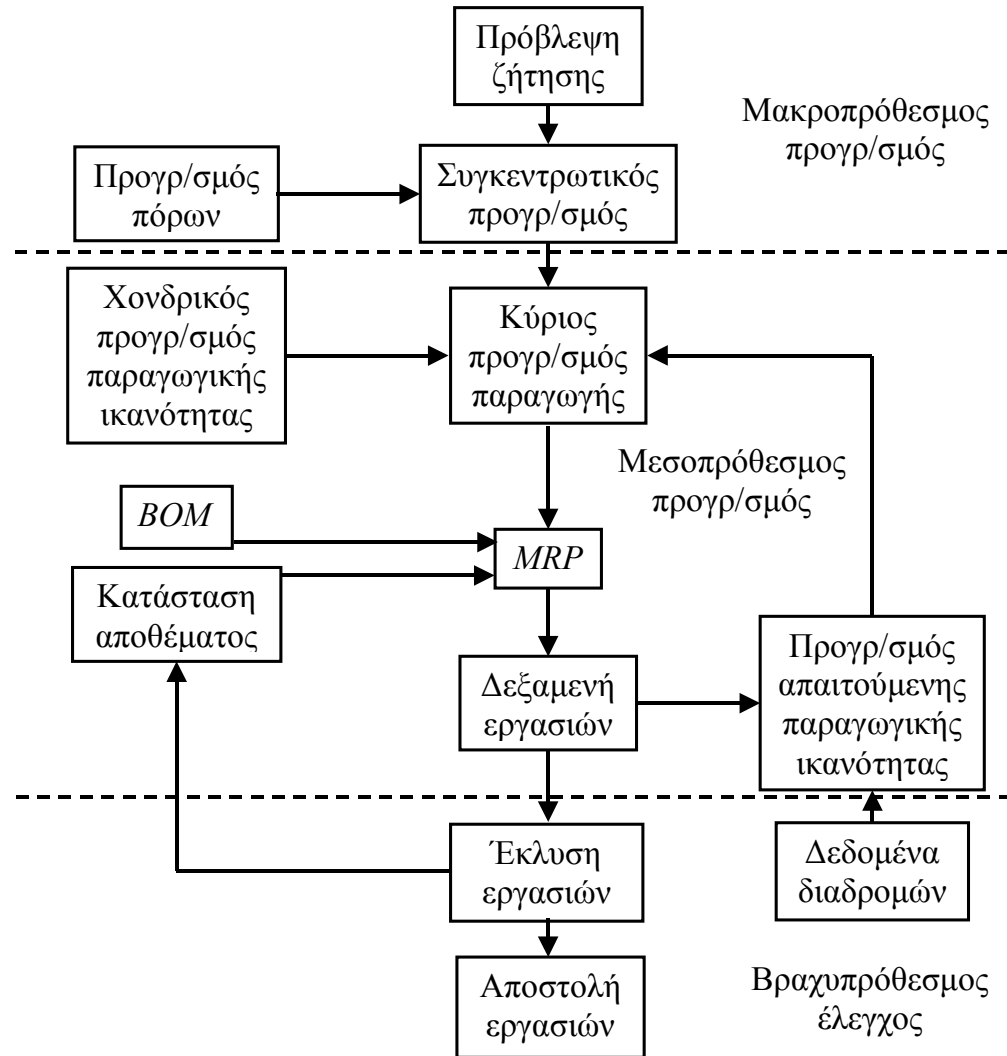 Πρόβλεψη
ζήτησης
Μακροπρόθεσμος
προγρ/σμός
Προγρ/σμός
πόρων
Συγκεντρωτικός
προγρ/σμός
Χονδρικός
προγρ/σμός
παραγωγικής
ικανότητας
Κύριος
προγρ/σμός
παραγωγής
Μεσοπρόθεσμος
προγρ/σμός
BOM
MRP
Κατάσταση
αποθέματος
Δεξαμενή
εργασιών
Προγρ/σμός
απαιτούμενης
παραγωγικής
ικανότητας
Έκλυση
εργασιών
Δεδομένα
διαδρομών
Αποστολή
εργασιών
Βραχυπρόθεσμος
έλεγχος